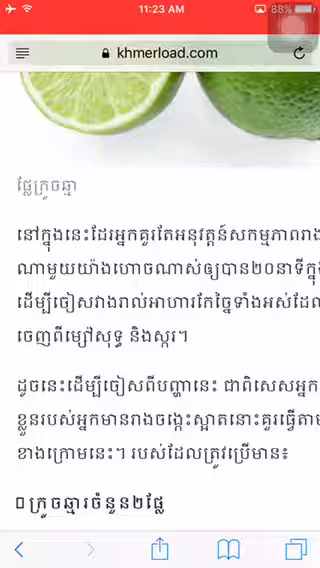 11:23 AM
88%
khmerload.com
ផ្លែក្រូចឆ្មា
នៅក្នុងនេះដែរអ្នកគួរតែអនុវត្តន៍សកម្មភាពរាង
ណាមួយយ៉ាងហោចណាស់ឲ្យបាន២០នាទីក្នុង
ដើម្បីចៀសវាងរាល់អាហារកែច្នៃទាំងអស់ដែល
ចេញពីម្សៅសុទ្ធ និងស្ករ។
ដូចនេះដើម្បីចៀសពីបញ្ហានេះ ជាពិសេសអ្នក
ខ្លួនរបស់អ្នកមានរាងចង្កេះស្អាតនោះគួរធ្វើតាម
ខាងក្រោមនេះ។ របស់ដែលត្រូវប្រើមាន៖
ក្រូចឆ្មារចំនួន២ផ្លែ